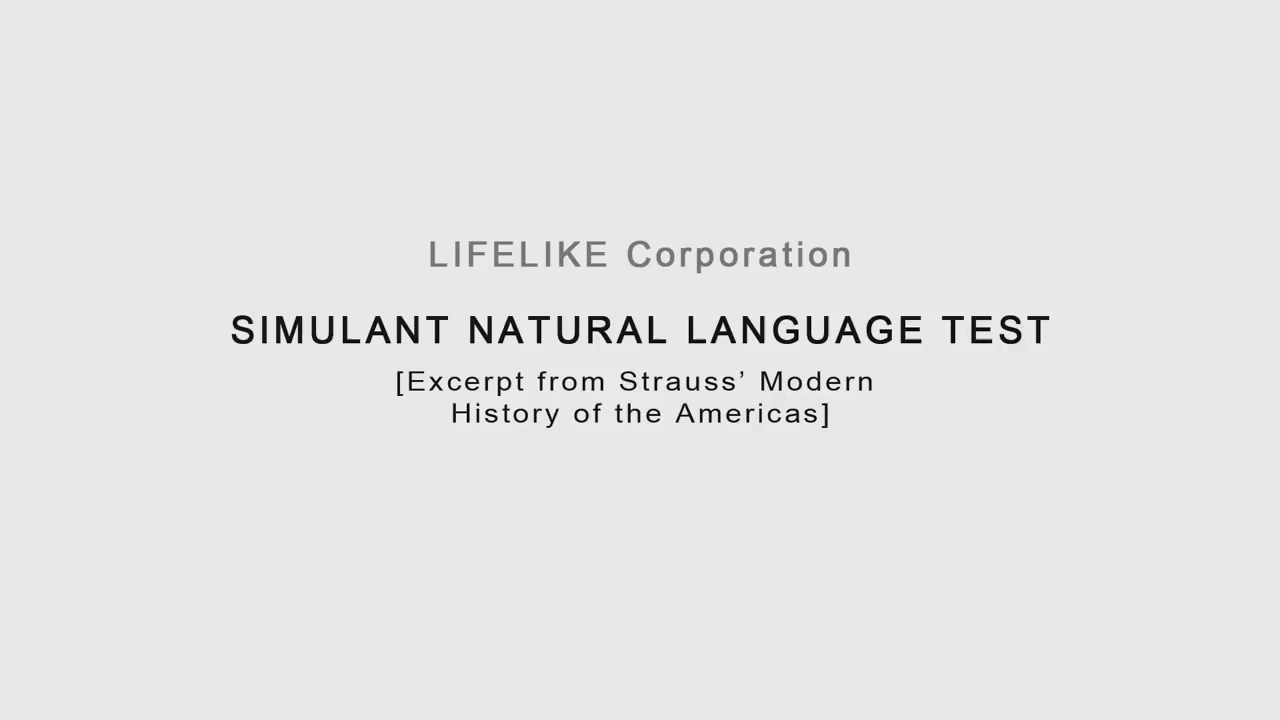 LIFELIKE Corporation
SIMULANT NATURAL LANGUAGE TEST
[Excerpt from Strauss’ Modern
History of the Americas]